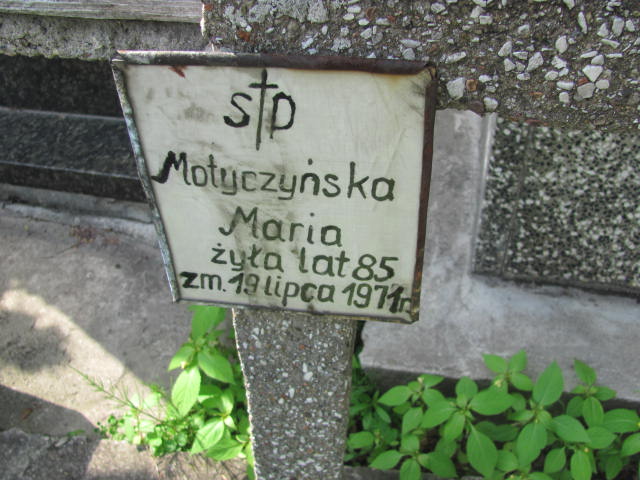 S†P
Motyczyńska
Maria
żyła lat 85
zm. 19 lipca 1971r.